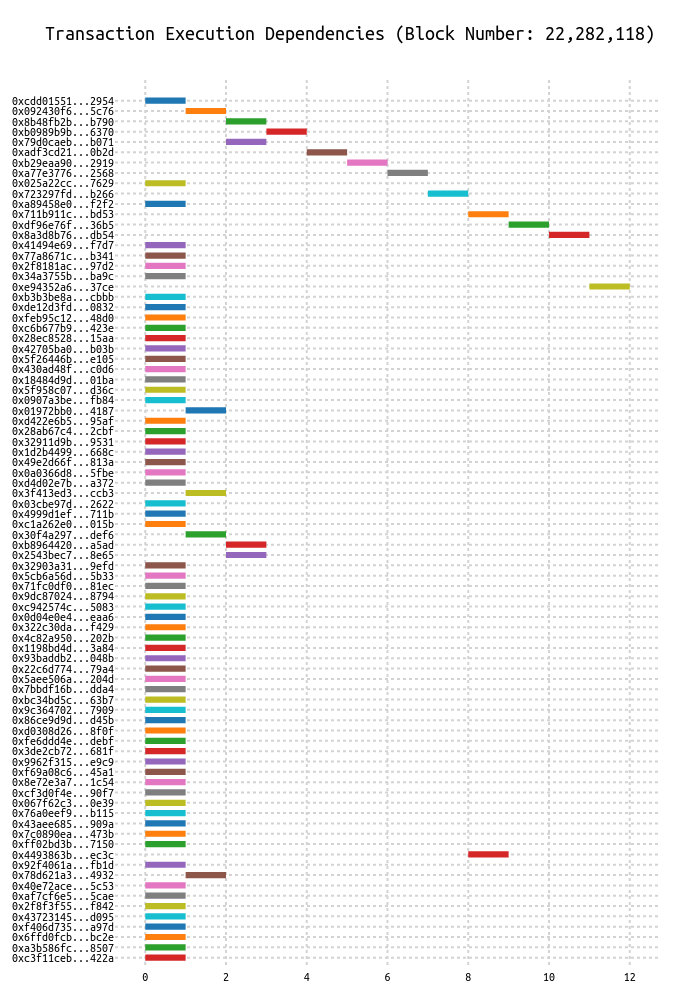 Transaction Execution Dependencies (Block Number: 22,282,118)
0xcdd01551...2954
0x092430f6...5c76
0x8b48fb2b...b790
0xb0989b9b...6370
0x79d0caeb...b071
0xadf3cd21...0b2d
0xb29eaa90...2919
0xa77e3776...2568
0x025a22cc...7629
0x723297fd...b266
0xa89458e0...f2f2
0x711b911c...bd53
0xdf96e76f...36b5
0x8a3d8b76...db54
0x41494e69...f7d7
0x77a8671c...b341
0x2f8181ac...97d2
0x34a3755b...ba9c
0xe94352a6...37ce
0xb3b3be8a...cbbb
0xde12d3fd...0832
0xfeb95c12...48d0
0xc6b677b9...423e
0x28ec8528...15aa
0x42705ba0...b03b
0x5f26446b...e105
0x430ad48f...c0d6
0x18484d9d...01ba
0x5f958c07...d36c
0x0907a3be...fb84
0x01972bb0...4187
0xd422e6b5...95af
0x28ab67c4...2cbf
0x32911d9b...9531
0x1d2b4499...668c
0x49e2d66f...813a
0x0a0366d8...5fbe
0xd4d02e7b...a372
0x3f413ed3...ccb3
0x03cbe97d...2622
0x4999d1ef...711b
0xc1a262e0...015b
0x30f4a297...def6
0xb8964420...a5ad
0x2543bec7...8e65
0x32903a31...9efd
0x5cb6a56d...5b33
0x71fc0df0...81ec
0x9dc87024...8794
0xc942574c...5083
0x0d04e0e4...eaa6
0x322c30da...f429
0x4c82a950...202b
0x1198bd4d...3a84
0x93baddb2...048b
0x22c6d774...79a4
0x5aee506a...204d
0x7bbdf16b...dda4
0xbc34bd5c...63b7
0x9c364702...7909
0x86ce9d9d...d45b
0xd0308d26...8f0f
0xfe6ddd4e...debf
0x3de2cb72...681f
0x9962f315...e9c9
0xf69a08c6...45a1
0x8e72e3a7...1c54
0xcf3d0f4e...90f7
0x067f62c3...0e39
0x76a0eef9...b115
0x43aee685...909a
0x7c0890ea...473b
0xff02bd3b...7150
0x4493863b...ec3c
0x92f4061a...fb1d
0x78d621a3...4932
0x40e72ace...5c53
0xaf7cf6e5...5cae
0x2f8f3f55...f842
0x43723145...d095
0xf406d735...a97d
0x6ffd0fcb...bc2e
0xa3b586fc...8507
0xc3f11ceb...422a
0 2 4 6 8 10 12